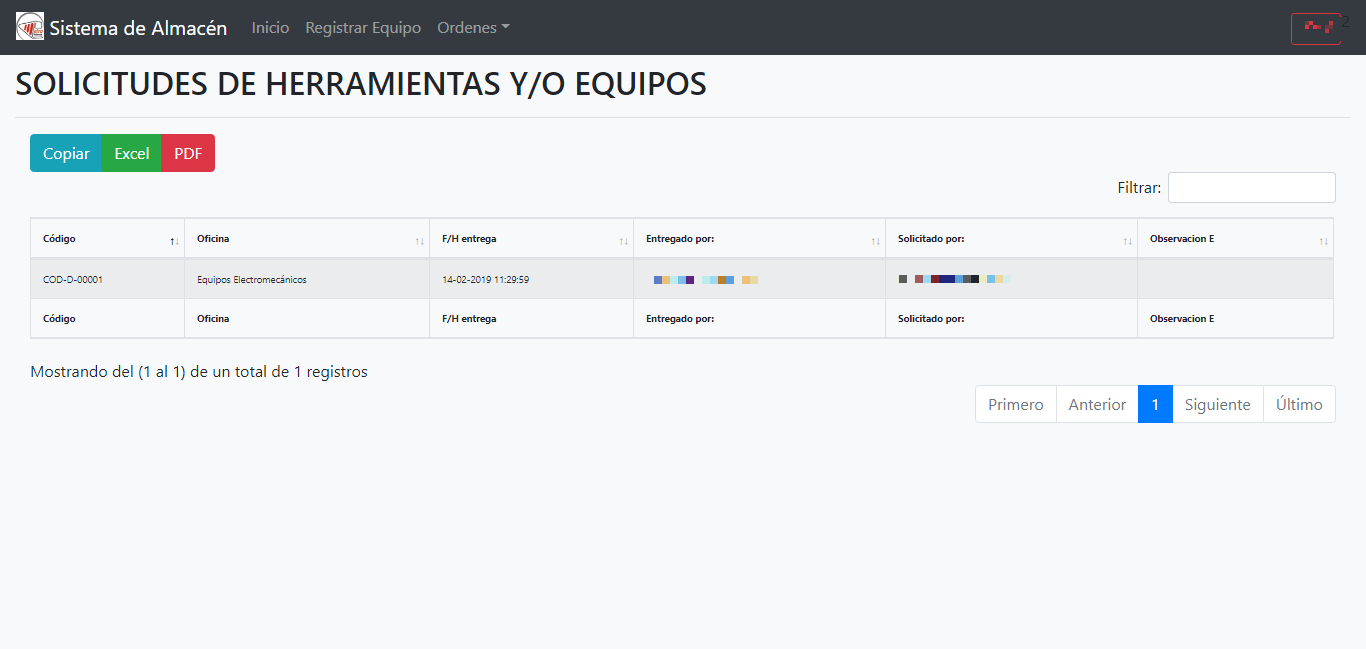 Sistema de Almacén Inicio Registrar Equipo Ordenes 2
SOLICITUDES DE HERRAMIENTAS Y/O EQUIPOS
Copiar Excel PDF
Filtrar:
Código Oficina F/H entrega Entregado por: Solicitado por: Observacion E
COD-D-00001 Equipos Electromecánicos 14-02-2019 11:29:59
Código Oficina F/H entrega Entregado por: Solicitado por: Observacion E
Mostrando del (1 al 1) de un total de 1 registros
Primero Anterior 1 Siguiente Último